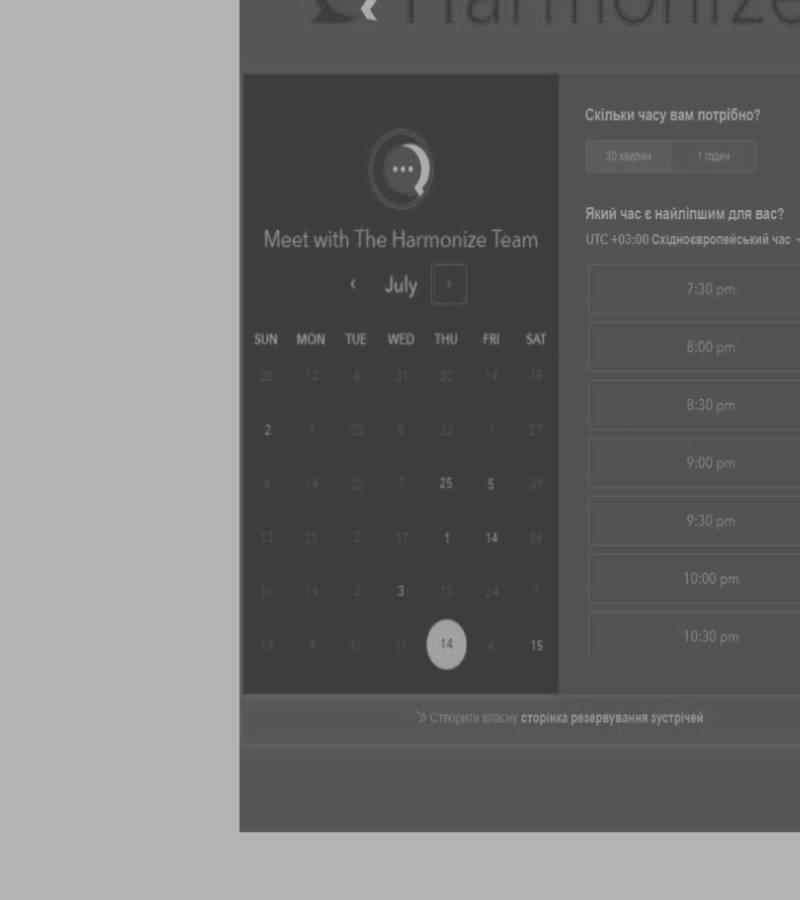 Harmonize
Скільки часу вам потрібно?
30 хвилин 1 годин
Meet with The Harmonize Team
Який час є найліпшим для вас?
UTC +03:00 Східноєвропейський час
‹ July ›
7:30 pm
SUN MON TUE WED THU FRI SAT
8:00 pm
28 12 8 31 20 14 15
8:30 pm
2 7 22 5 22 1 27
9:00 pm
4 14 22 7 25 5 29
9:30 pm
13 25 2 17 1 14 26
10:00 pm
11 19 2 3 13 24 1
10:30 pm
19 9 11 11 14 4 15
Створити власну сторінка резервування зустрічей